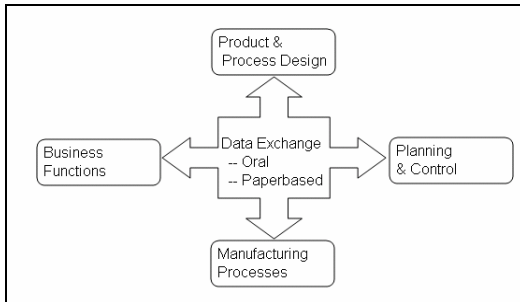 Product &
Process Design
Business
Functions
Data Exchange
-- Oral
-- Paperbased
Planning
& Control
Manufacturing
Processes